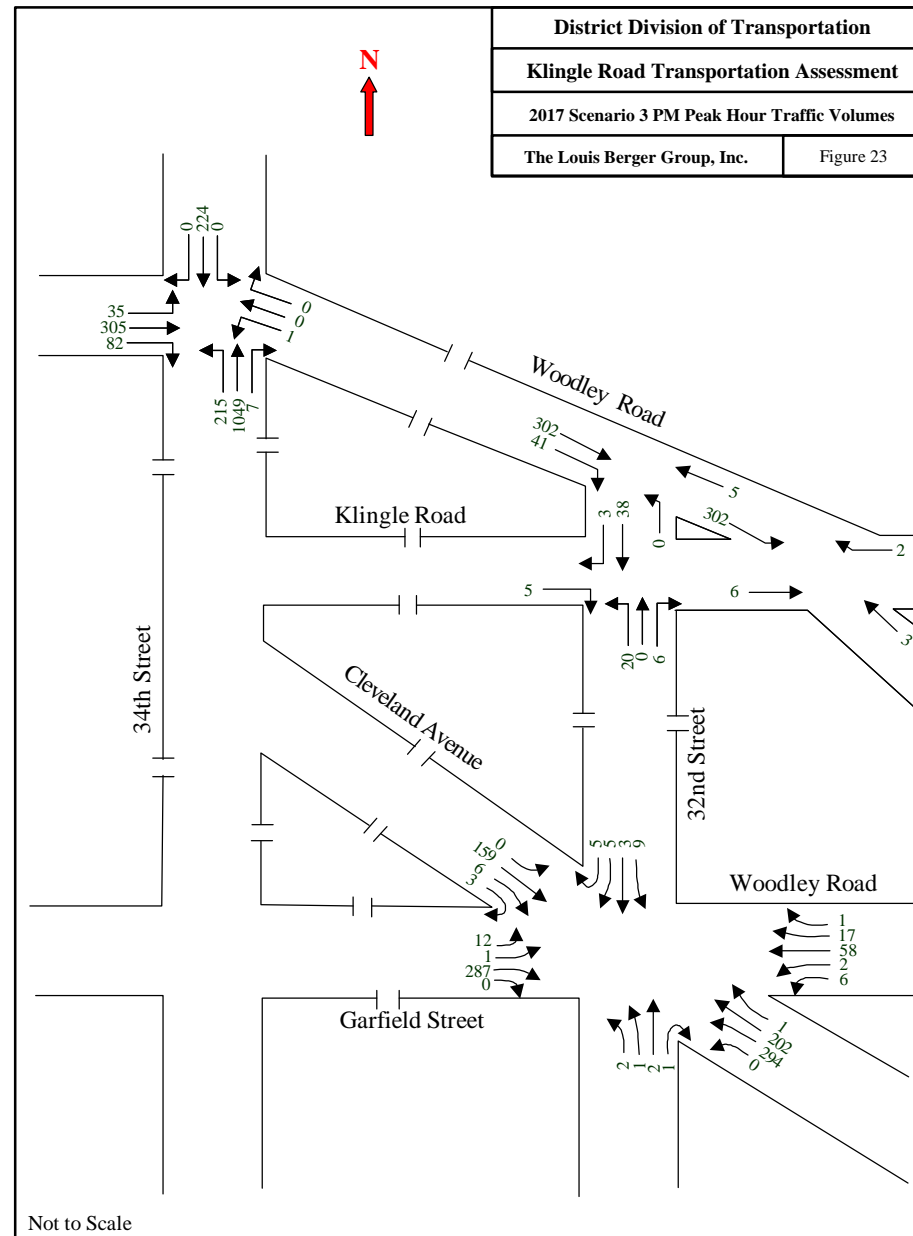 District Division of Transportation
Klingle Road Transportation Assessment
2017 Scenario 3 PM Peak Hour Traffic Volumes
The Louis Berger Group, Inc. Figure 23
N
0 224 0
35
305
82
0
0
1
215 1049 7
Woodley Road
302
41
5
Klingle Road
3 38
0
302
2
5
6
3
20 0 6
34th Street
Cleveland Avenue
32nd Street
0
159
6
3
5 5 3 9
Woodley Road
12
1
287
0
1
17
58
2
6
Garfield Street
2 1 2 1
1
202
294
0
Not to Scale